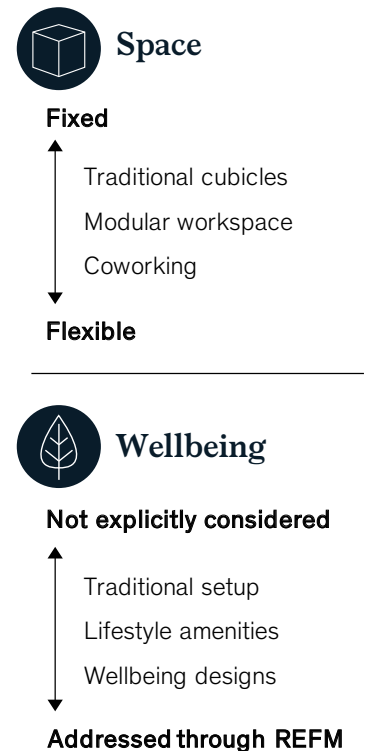 Space
Fixed
Traditional cubicles
Modular workspace
Coworking
Flexible
Wellbeing
Not explicitly considered
Traditional setup
Lifestyle amenities
Wellbeing designs
Addressed through REFM